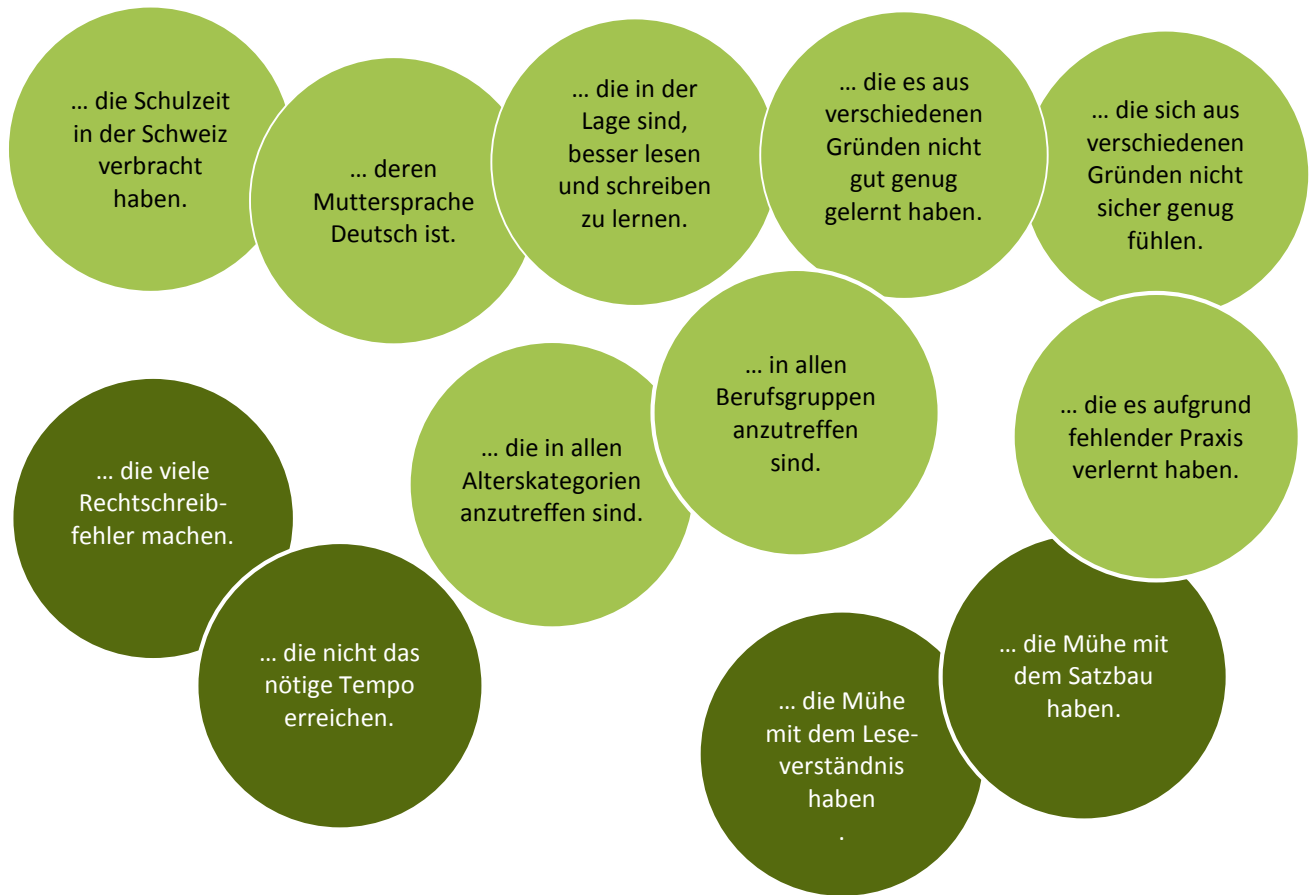 ... die Schulzeit
in der Schweiz
verbracht
haben.
... deren
Muttersprache
Deutsch ist.
... die in der
Lage sind,
besser lesen
und schreiben
zu lernen.
... die es aus
verschiedenen
Gründen nicht
gut genug
gelernt haben.
... die sich aus
verschiedenen
Gründen nicht
sicher genug
fühlen.
... die viele
Rechtschreib-
fehler machen.
... die in allen
Alterskategorien
anzutreffen sind.
... in allen
Berufsgruppen
anzutreffen
sind.
... die es aufgrund
fehlender Praxis
verlernt haben.
... die nicht das
nötige Tempo
erreichen.
... die Mühe
mit dem Lese-
verständnis
haben
.
... die Mühe mit
dem Satzbau
haben.